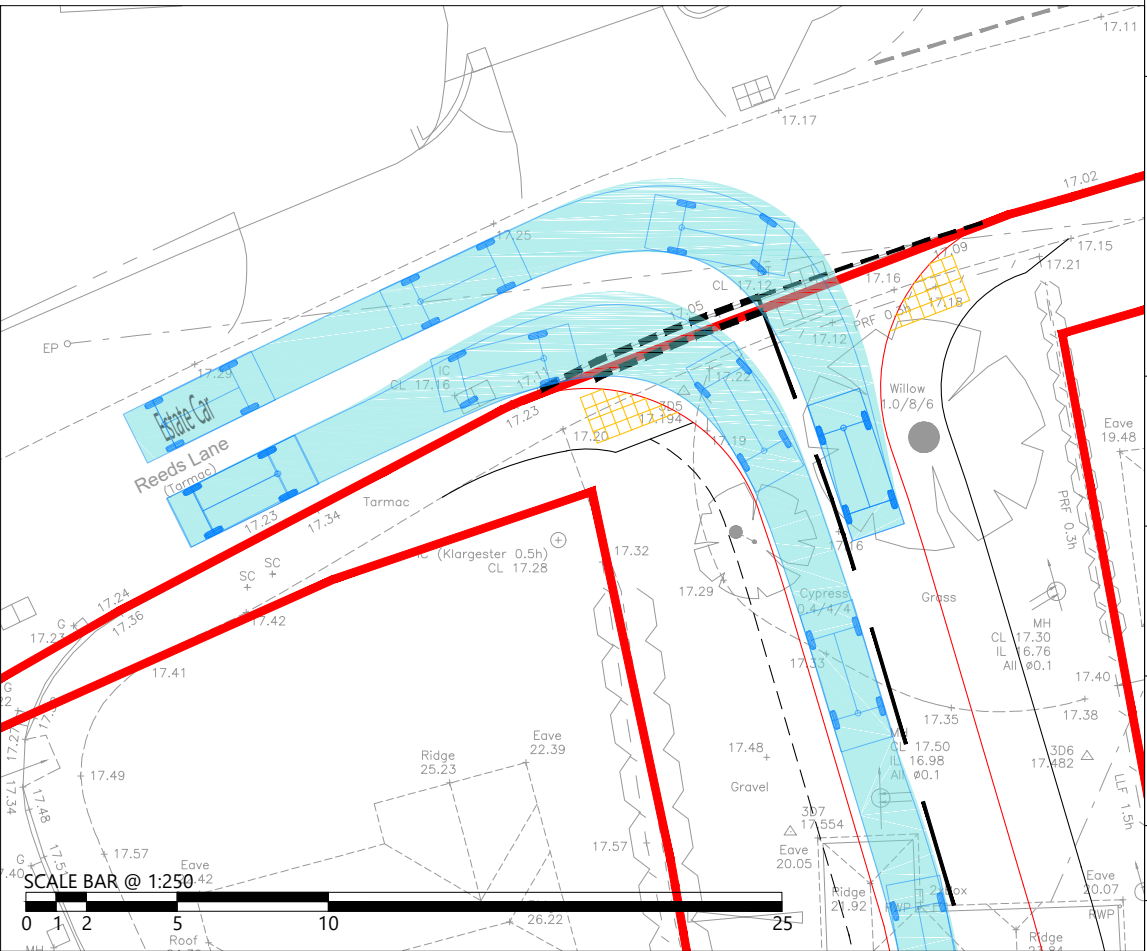 17.11
17.17
17.02
17.25
17.09
17.15
17.21
17.16
CL 17.12
17.18
EP
17.05
PRF 0.3h
17.12
17.29
IC
CL 17.16
17.11
17.22
Willow
1.0/8/6
Estate Car
3D5
17.194
17.23
17.20
17.19
Eave
19.48
Reeds Lane
(Tarmac)
Tarmac
17.23
17.34
PRF 0.3h
17.16
IC (Klargester 0.5h)
CL 17.28
17.32
SC
SC
17.29
Cypress
0.4/4/4
Grass
17.24
17.36
G
17.23
17.42
MH
CL 17.30
IL 16.76
All ø0.1
17.33
17.41
17.40
G
17.35
17.38
Eave
22.39
Ridge
25.23
17.48
MH
CL 17.50
IL 16.98
All ø0.1
3D6
17.482
17.27
17.49
Gravel
17.34
17.48
LLF 1.5h
3D7
17.554
17.57
17.57
Eave
20.05
17.51
G
Eave
SCALE BAR @ 1:250
Ridge
21.92
Eave
20.07
RWP
0 1 2 5 10 25
26.22
Roof
MH
Ridge